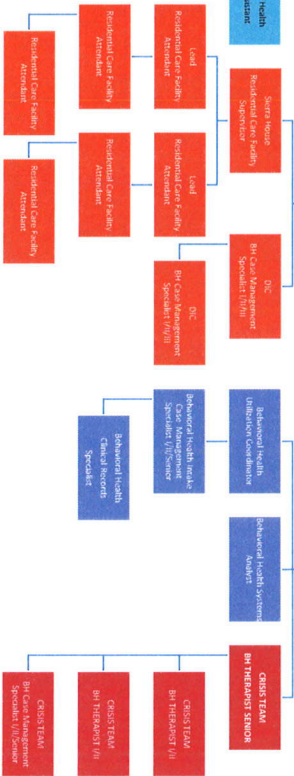 Health
Sierra House
Residential Care Facility
Supervisor
Lead
Residential Care Facility
Attendant
Residential Care Facility
Attendant
Residential Care Facility
Attendant
Lead
Residential Care Facility
Attendant
Residential Care Facility
Attendant
Residential Care Facility
Attendant
DIC
BH Case Management
Specialist I/II/III
DIC
BH Case Management
Specialist I/II/III
Behavioral Health
Utilization Coordinator
Behavioral Health Intake
Case Management
Specialist I/II/Senior
Behavioral Health
Clinical Records
Specialist
Behavioral Health Systems
Analyst
CRISIS TEAM
BH THERAPIST SENIOR
CRISIS TEAM
BH THERAPIST I/II
CRISIS TEAM
BH THERAPIST I/II
CRISIS TEAM
BH Case Management
Specialist I/II/Senior